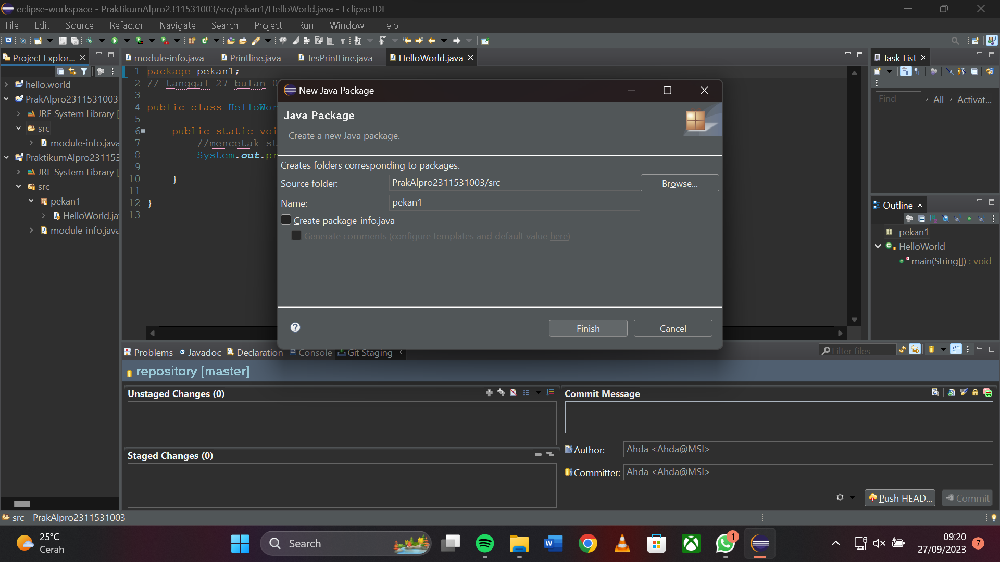 eclipse-workspace - PraktikumAlpro2311531003/src/pekan1/HelloWorld.java - Eclipse IDE
File Edit Source Refactor Navigate Search Project Run Window Help
Project Explor...
module-info.java Printline.java TesPrintLine.java HelloWorld.java
Task List
hello.world
PrakAlpro2311531003
JRE System Library [
src
module-info.java
PraktikumAlpro231153
JRE System Library [
src
pekan1
HelloWorld.ja
module-info.java
1 package pekan1;
2 // tanggal 27 bulan 0
3
4 public class HelloWor
5
6 public static voi
7 //mencetak st
8 System.out.pr
9
10 }
11
12 }
13
New Java Package
Java Package
Create a new Java package.
Creates folders corresponding to packages.
Source folder: PrakAlpro2311531003/src Browse...
Name: pekan1
Create package-info.java
Generate comments (configure templates and default value here)
Finish Cancel
Find All Activat...
Outline
pekan1
HelloWorld
main(String[]) : void
Problems Javadoc Declaration Console Git Staging
Filter files
repository [master]
Unstaged Changes (0)
Staged Changes (0)
Commit Message
Author: Ahda <Ahda@MSI>
Committer: Ahda <Ahda@MSI>
Push HEAD... Commit
src - PrakAlpro2311531003
25°C
Cerah
Search
1
09:20
27/09/2023
7